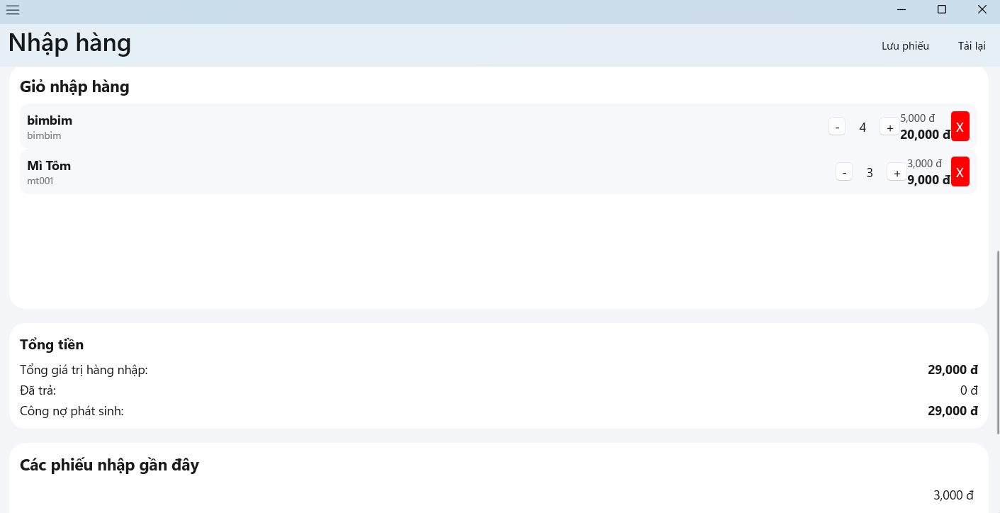 Nhập hàng
Lưu phiếu Tải lại
Giỏ nhập hàng
bimbim
bimbim
- 4 +
5,000 đ
20,000 đ
X
Mì Tôm
mt001
- 3 +
3,000 đ
9,000 đ
X
Tổng tiền
Tổng giá trị hàng nhập: 29,000 đ
Đã trả: 0 đ
Công nợ phát sinh: 29,000 đ
Các phiếu nhập gần đây
3,000 đ